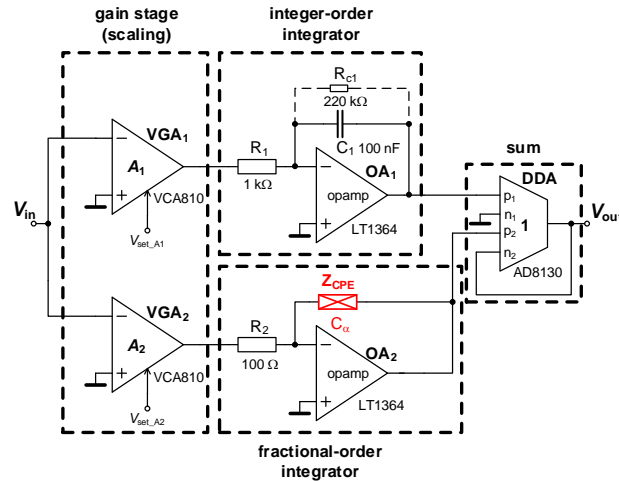 gain stage
(scaling)
integer-order
integrator
R_c1
220 kΩ
C_1 100 nF
VGA_1
A_1
VCA810
V_set_A1
R_1
1 kΩ
OA_1
opamp
LT1364
sum
DDA
p_1
n_1
p_2
n_2
1
AD8130
V_in
V_out
VGA_2
A_2
VCA810
V_set_A2
R_2
100 Ω
Z_CPE
C_α
OA_2
opamp
LT1364
fractional-order
integrator